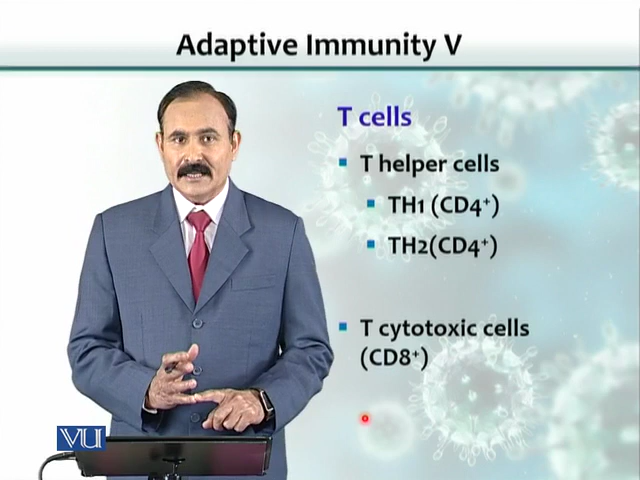 Adaptive Immunity V
T cells
T helper cells
TH1 (CD4⁺)
TH2(CD4⁺)
T cytotoxic cells
(CD8⁺)
VU